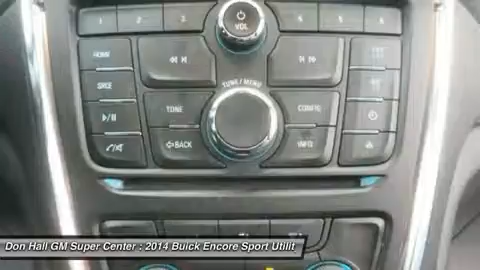 1 2 3 VOL 4 5 6
HOME
SRCE
TUNE / MENU
TONE CONFIG
BACK INFO
Don Hall GM Super Center : 2014 Buick Encore Sport Utilit